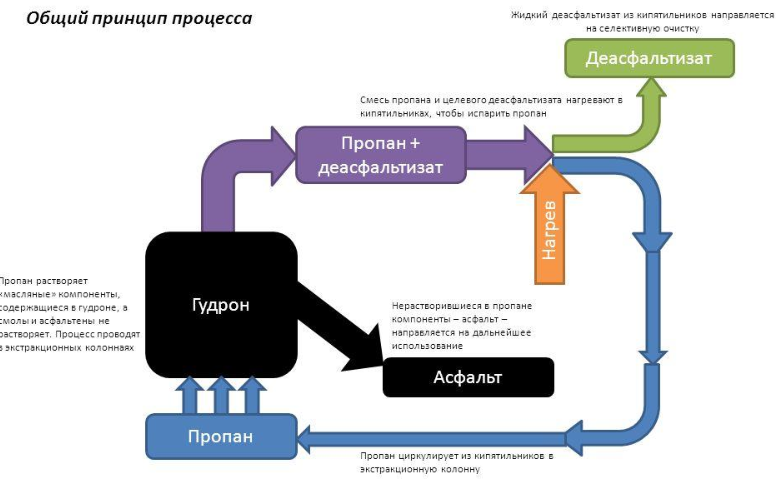 Общий принцип процесса
Жидкий деасфальтизат из кипятильников направляется
на селективную очистку
Деасфальтизат
Смесь пропана и целевого деасфальтизата нагревают в
кипятильниках, чтобы испарить пропан
Пропан +
деасфальтизат
Нагрев
Гудрон
Пропан растворяет
«масляные» компоненты,
содержащиеся в гудроне, а
смолы и асфальтены не
растворяет. Процесс проводят
в экстракционных колоннаях
Нерастворившиеся в пропане
компоненты – асфальт –
направляется на дальнейшее
использование
Асфальт
Пропан
Пропан циркулирует из кипятильников в
экстракционную колонну